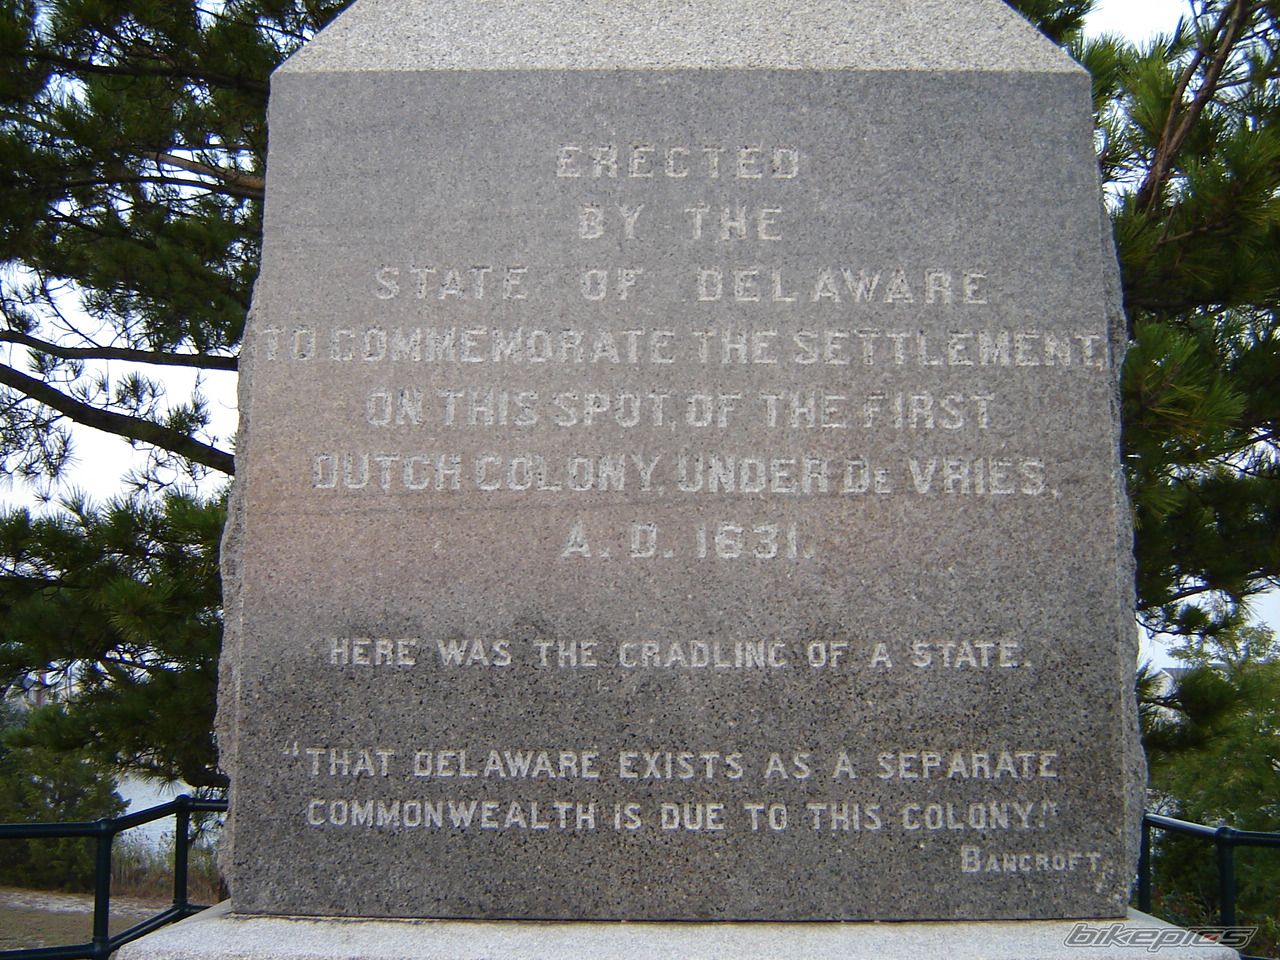 ERECTED
BY THE
STATE OF DELAWARE
TO COMMEMORATE THE SETTLEMENT,
ON THIS SPOT, OF THE FIRST
DUTCH COLONY, UNDER De VRIES,
A. D. 1631.
HERE WAS THE CRADLING OF A STATE.
"THAT DELAWARE EXISTS AS A SEPARATE
COMMONWEALTH IS DUE TO THIS COLONY."
BANCROFT.
bikepics